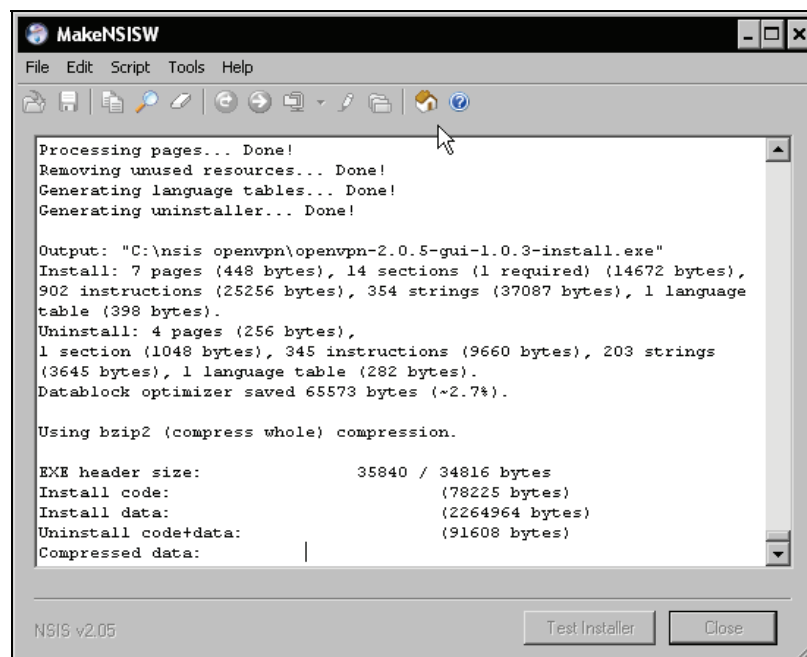 MakeNSISW
File Edit Script Tools Help
Processing pages... Done!
Removing unused resources... Done!
Generating language tables... Done!
Generating uninstaller... Done!
Output: "C:\nsis openvpn\openvpn-2.0.5-gui-1.0.3-install.exe"
Install: 7 pages (448 bytes), 14 sections (1 required) (14672 bytes),
902 instructions (25256 bytes), 354 strings (37087 bytes), 1 language
table (398 bytes).
Uninstall: 4 pages (256 bytes),
1 section (1048 bytes), 345 instructions (9660 bytes), 203 strings
(3645 bytes), 1 language table (282 bytes).
Datablock optimizer saved 65573 bytes (~2.7%).
Using bzip2 (compress whole) compression.
EXE header size: 35840 / 34816 bytes
Install code: (78225 bytes)
Install data: (2264964 bytes)
Uninstall code+data: (91608 bytes)
Compressed data:
NSIS v2.05
Test Installer Close